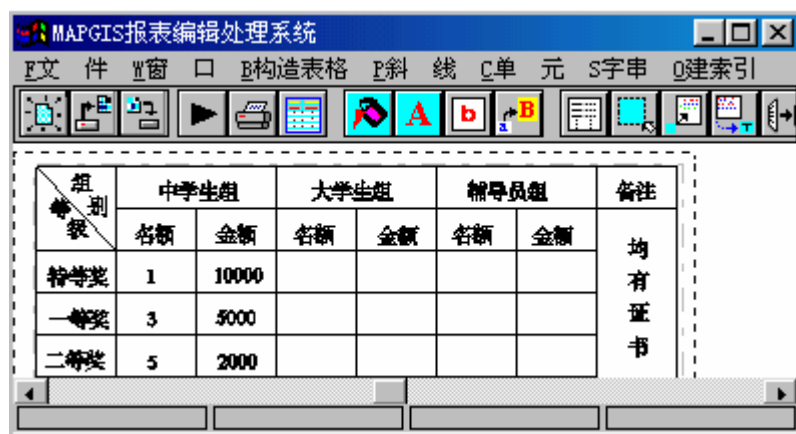 MAPGIS报表编辑处理系统
F文 件 W窗 口 B构造表格 P斜 线 C单 元 S字串 O建索引
A b a B T
组别 等级 中学生组 大学生组 辅导员组 备注
名额 金额 名额 金额 名额 金额 均有证书
特等奖 1 10000
一等奖 3 5000
二等奖 5 2000